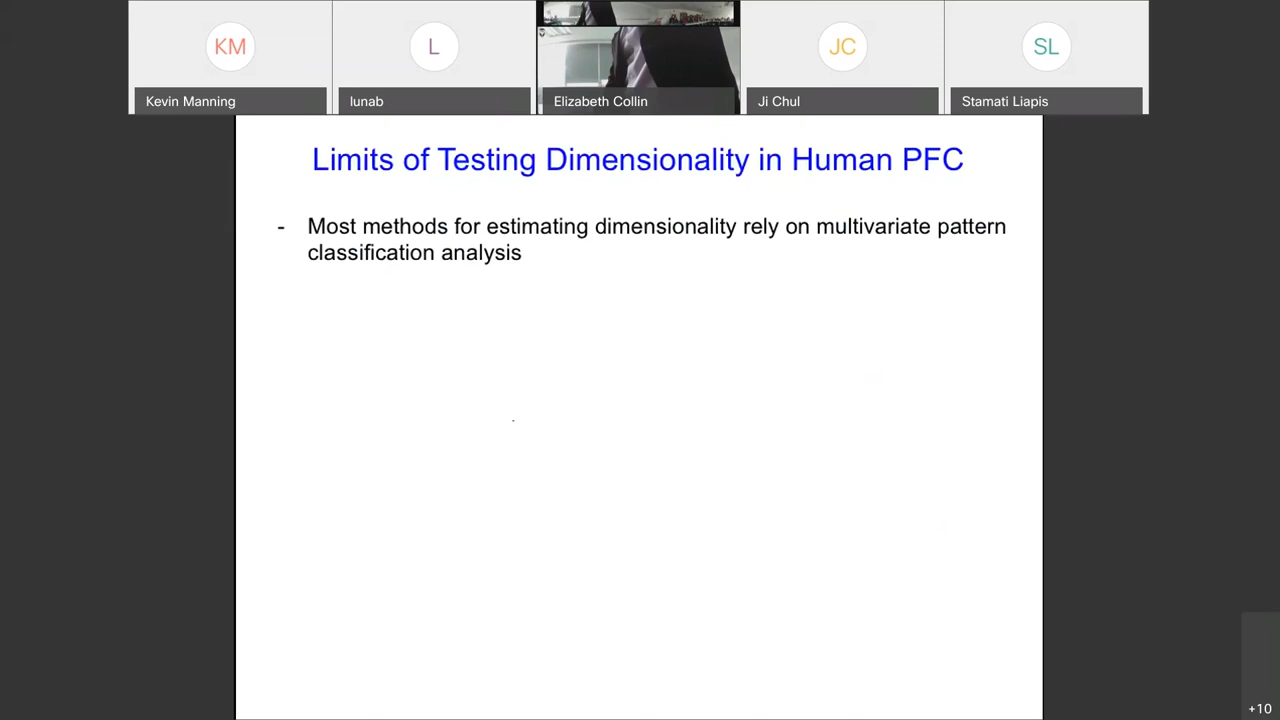 KM
L
JC
SL
Kevin Manning
lunab
Elizabeth Collin
Ji Chul
Stamati Liapis
Limits of Testing Dimensionality in Human PFC
- Most methods for estimating dimensionality rely on multivariate pattern
classification analysis
+10